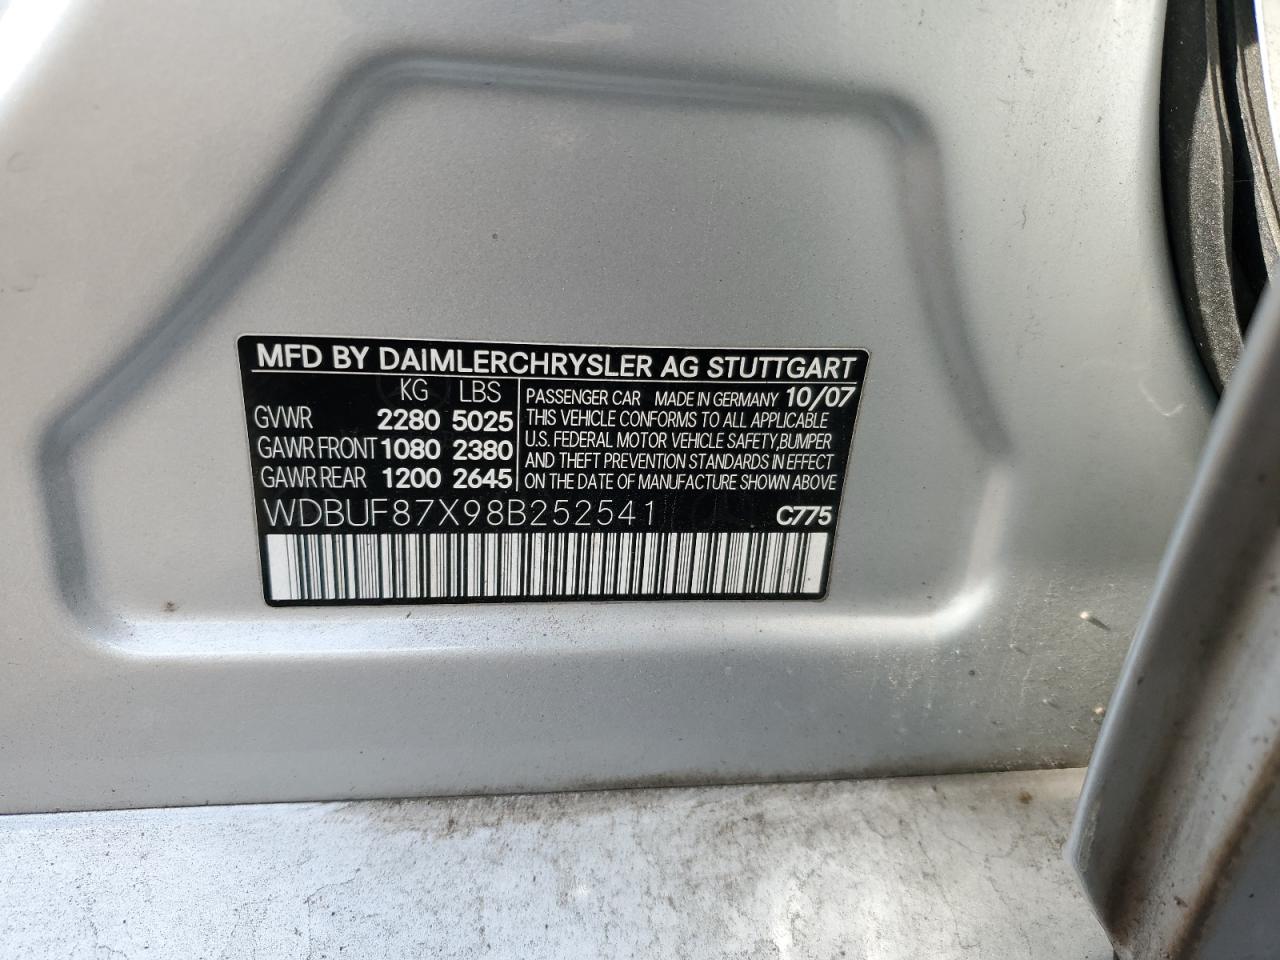 MFD BY DAIMLERCHRYSLER AG STUTTGART
KG LBS
GVWR 2280 5025
GAWR FRONT 1080 2380
GAWR REAR 1200 2645
PASSENGER CAR MADE IN GERMANY 10/07
THIS VEHICLE CONFORMS TO ALL APPLICABLE
U.S. FEDERAL MOTOR VEHICLE SAFETY,BUMPER
AND THEFT PREVENTION STANDARDS IN EFFECT
ON THE DATE OF MANUFACTURE SHOWN ABOVE
WDBUF87X98B252541 C775